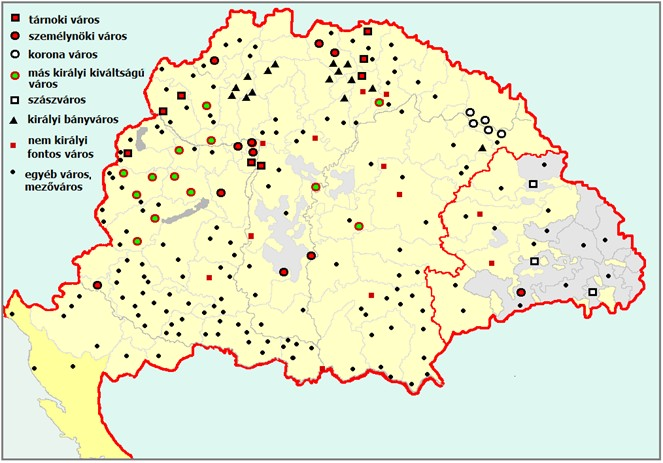 tárnoki város
személynöki város
korona város
más királyi kiváltságú
város
szászváros
királyi bányváros
nem királyi
fontos város
egyéb város,
mezőváros